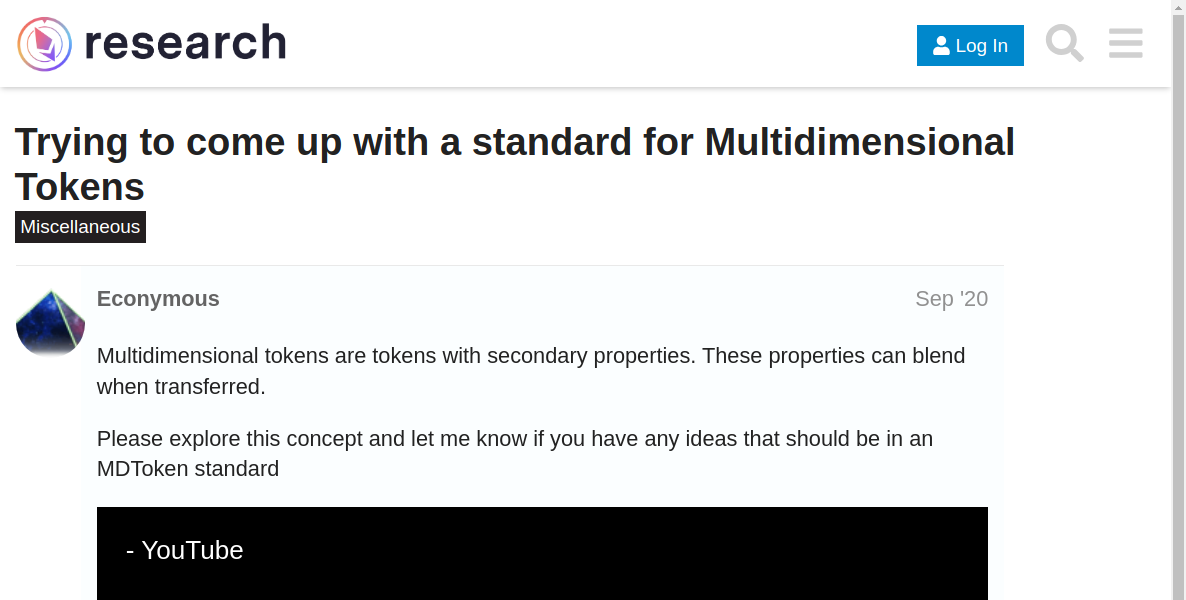 research
Log In
Trying to come up with a standard for Multidimensional
Tokens
Miscellaneous
Econymous
Sep '20
Multidimensional tokens are tokens with secondary properties. These properties can blend
when transferred.
Please explore this concept and let me know if you have any ideas that should be in an
MDToken standard
- YouTube